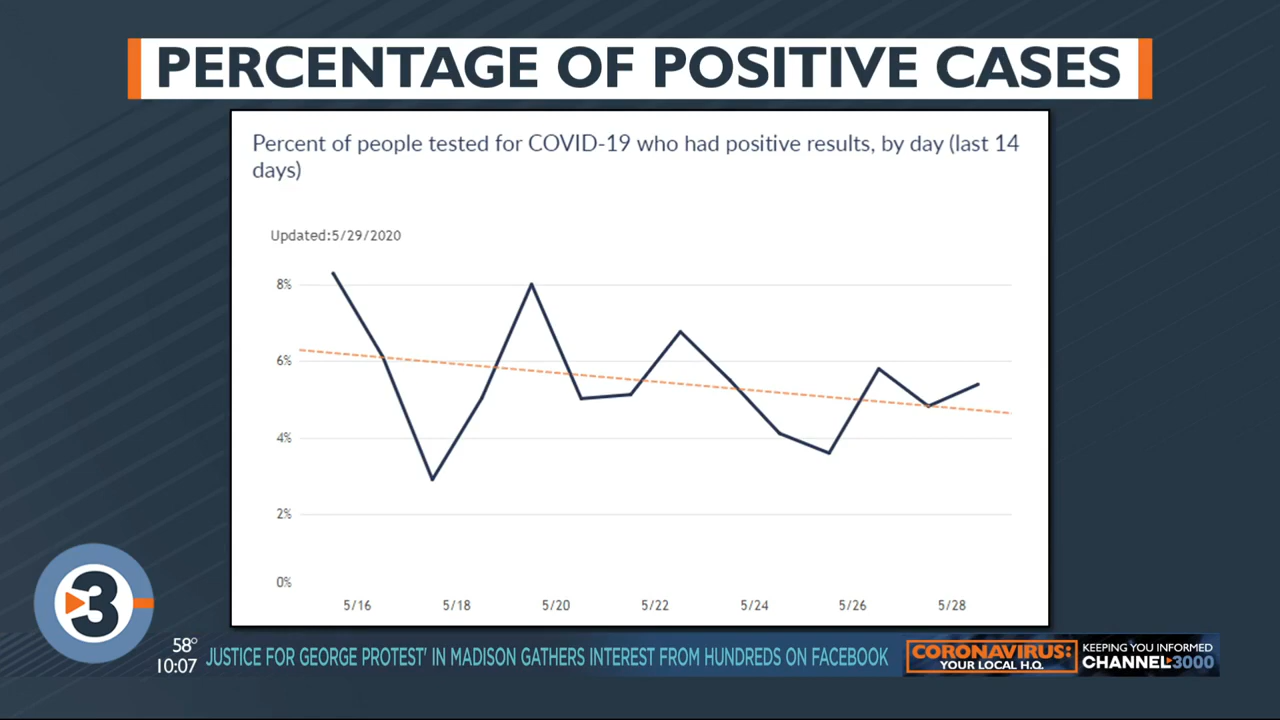 PERCENTAGE OF POSITIVE CASES
Percent of people tested for COVID-19 who had positive results, by day (last 14
days)
Updated:5/29/2020
8%
6%
4%
2%
0%
5/16 5/18 5/20 5/22 5/24 5/26 5/28
3
58°
10:07
JUSTICE FOR GEORGE PROTEST' IN MADISON GATHERS INTEREST FROM HUNDREDS ON FACEBOOK
CORONAVIRUS:
YOUR LOCAL H.Q.
KEEPING YOU INFORMED
CHANNEL3000